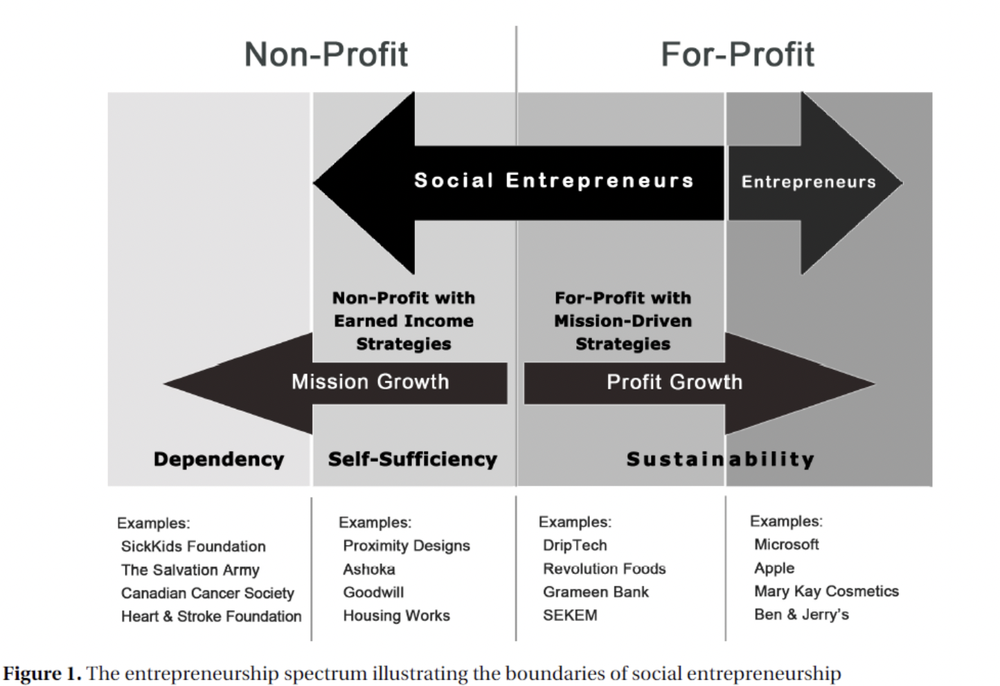 Non-Profit
For-Profit
Social Entrepreneurs
Entrepreneurs
Non-Profit with
Earned Income
Strategies
For-Profit with
Mission-Driven
Strategies
Mission Growth
Profit Growth
Dependency
Self-Sufficiency
Sustainability
Examples:
SickKids Foundation
The Salvation Army
Canadian Cancer Society
Heart & Stroke Foundation
Examples:
Proximity Designs
Ashoka
Goodwill
Housing Works
Examples:
DripTech
Revolution Foods
Grameen Bank
SEKEM
Examples:
Microsoft
Apple
Mary Kay Cosmetics
Ben & Jerry's
Figure 1. The entrepreneurship spectrum illustrating the boundaries of social entrepreneurship